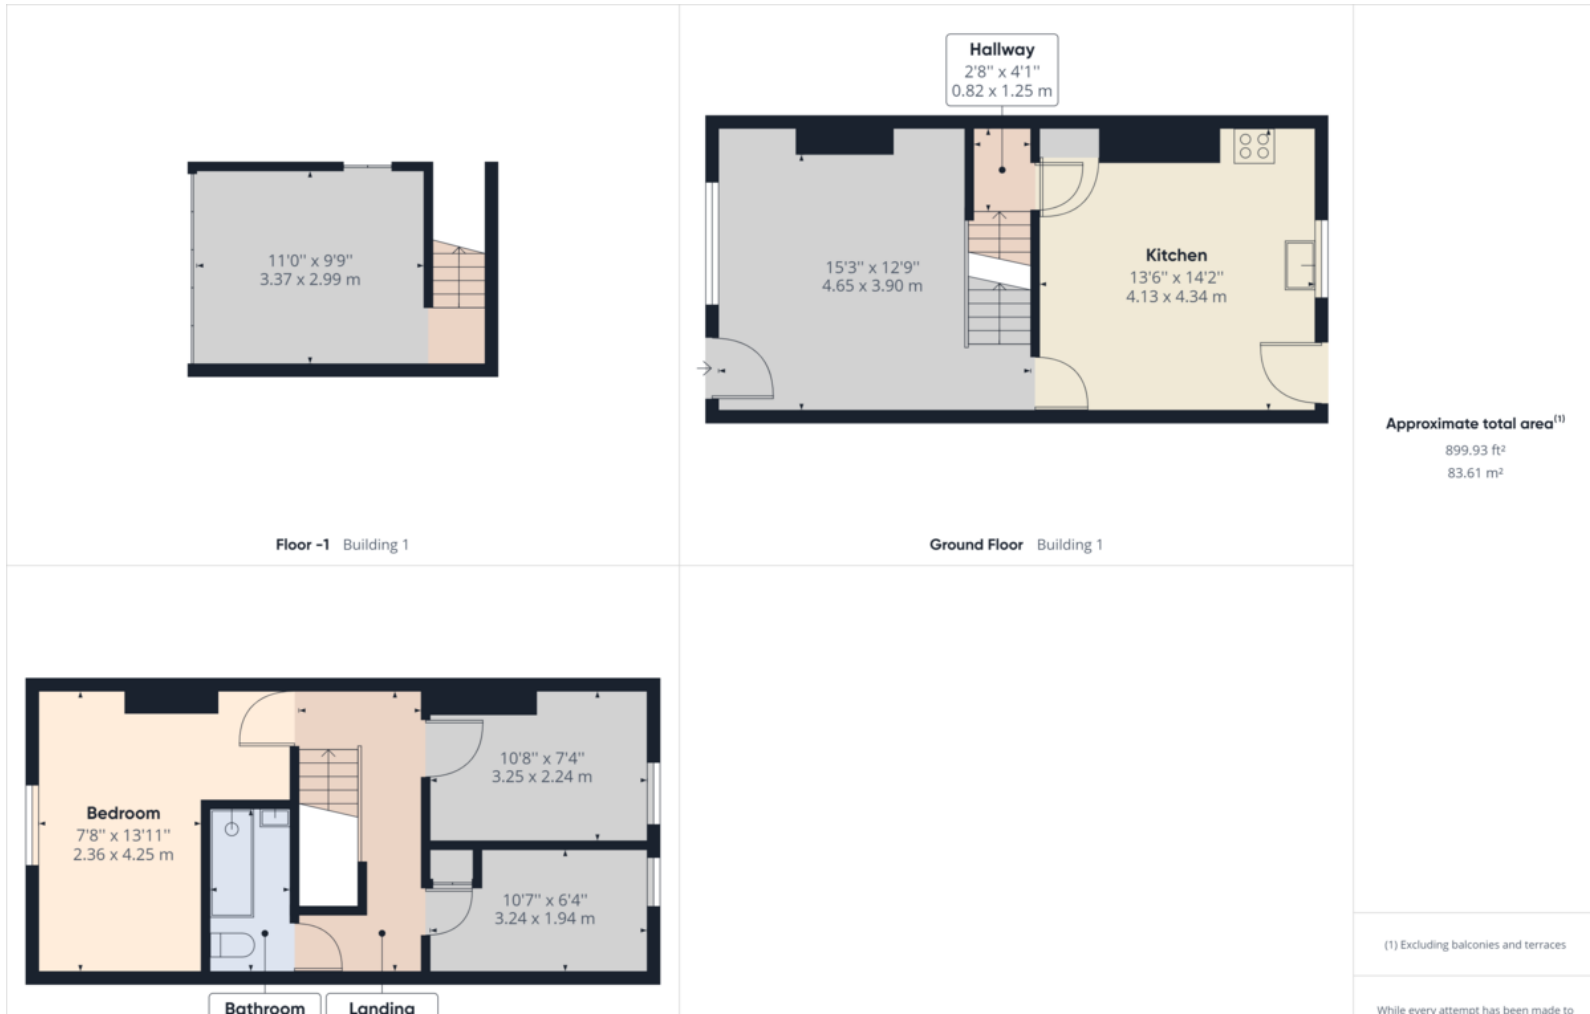 Hallway
2'8" x 4'1"
0.82 x 1.25 m
11'0" x 9'9"
3.37 x 2.99 m
15'3" x 12'9"
4.65 x 3.90 m
Kitchen
13'6" x 14'2"
4.13 x 4.34 m
Floor -1 Building 1
Ground Floor Building 1
Approximate total area(1)
899.93 ft²
83.61 m²
Bedroom
7'8" x 13'11"
2.36 x 4.25 m
10'8" x 7'4"
3.25 x 2.24 m
10'7" x 6'4"
3.24 x 1.94 m
Bathroom
Landing
(1) Excluding balconies and terraces
While every attempt has been made to